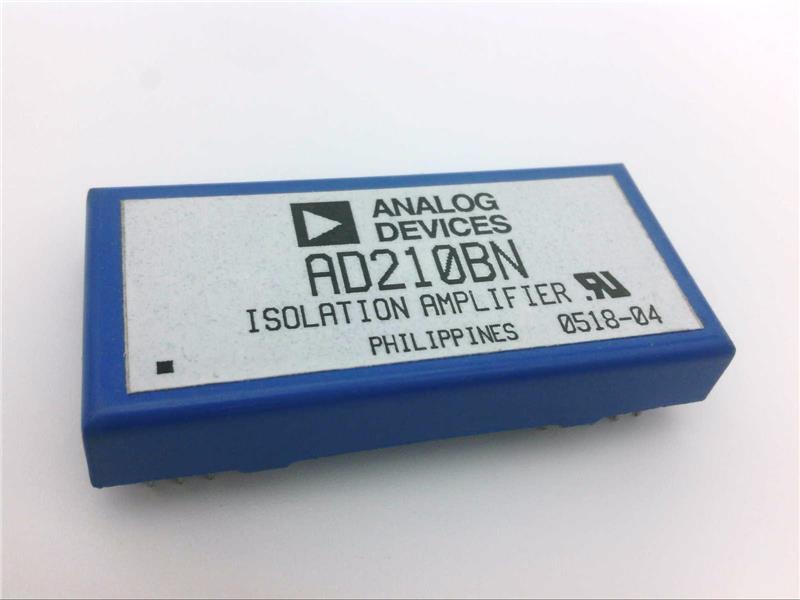 ANALOG
DEVICES
AD210BN
ISOLATION AMPLIFIER
PHILIPPINES 0518-04